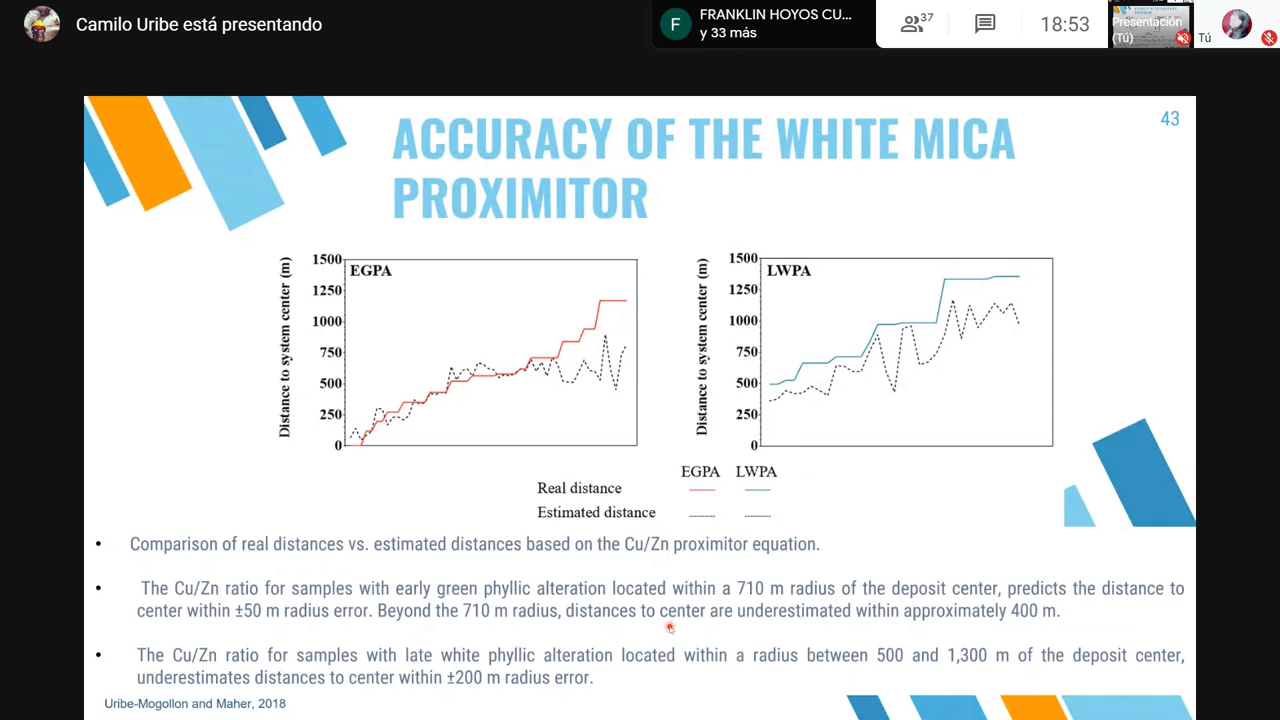 Camilo Uribe está presentando
F
FRANKLIN HOYOS CU...
y 33 más
37
18:53
Presentación
(Tú)
Tú
43
ACCURACY OF THE WHITE MICA
PROXIMITOR
Distance to system center (m)
1500
1250
1000
750
500
250
0
EGPA
Distance to system center (m)
1500
1250
1000
750
500
250
0
LWPA
EGPA LWPA
Real distance
Estimated distance
• Comparison of real distances vs. estimated distances based on the Cu/Zn proximitor equation.
• The Cu/Zn ratio for samples with early green phyllic alteration located within a 710 m radius of the deposit center, predicts the distance to
center within ±50 m radius error. Beyond the 710 m radius, distances to center are underestimated within approximately 400 m.
• The Cu/Zn ratio for samples with late white phyllic alteration located within a radius between 500 and 1,300 m of the deposit center,
underestimates distances to center within ±200 m radius error.
Uribe-Mogollon and Maher, 2018